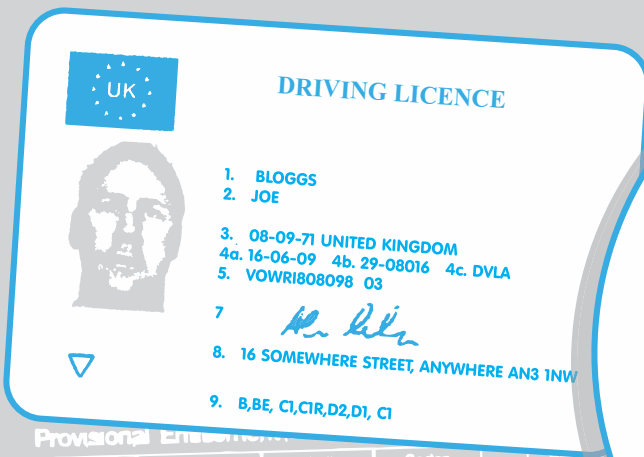 UK
DRIVING LICENCE
1. BLOGGS
2. JOE
3. 08-09-71 UNITED KINGDOM
4a. 16-06-09 4b. 29-08016 4c. DVLA
5. VOWRI808098 03
7
8. 16 SOMEWHERE STREET, ANYWHERE AN3 1NW
9. B,BE, C1,C1R,D2,D1, C1
Provisional